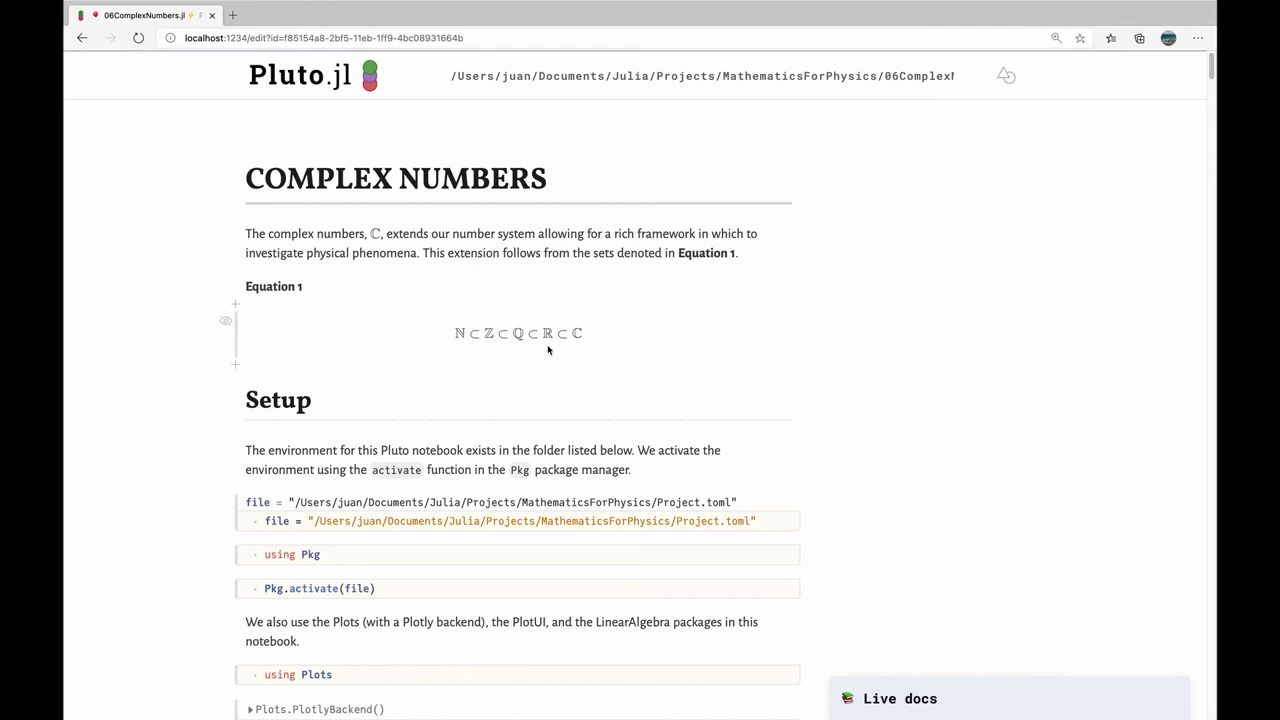 06ComplexNumbers.jl ⚡ P
localhost:1234/edit?id=f85154a8-2bf5-11eb-1ff9-4bc08931664b
Pluto.jl
/Users/juan/Documents/Julia/Projects/MathematicsForPhysics/06Complex
COMPLEX NUMBERS
The complex numbers, ℂ, extends our number system allowing for a rich framework in which to
investigate physical phenomena. This extension follows from the sets denoted in Equation 1.
Equation 1
ℕ ⊂ ℤ ⊂ ℚ ⊂ ℝ ⊂ ℂ
Setup
The environment for this Pluto notebook exists in the folder listed below. We activate the
environment using the activate function in the Pkg package manager.
file = "/Users/juan/Documents/Julia/Projects/MathematicsForPhysics/Project.toml"
file = "/Users/juan/Documents/Julia/Projects/MathematicsForPhysics/Project.toml"
using Pkg
Pkg.activate(file)
We also use the Plots (with a Plotly backend), the PlotUI, and the LinearAlgebra packages in this
notebook.
using Plots
Plots.PlotlyBackend()
Live docs